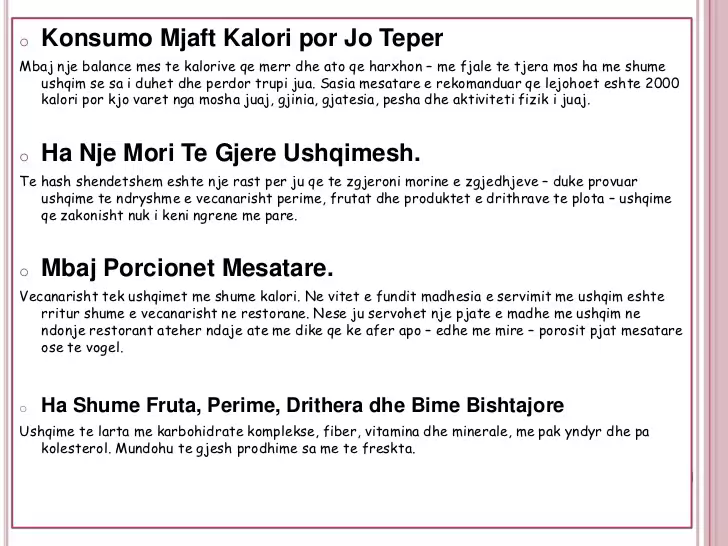 Konsumo Mjaft Kalori por Jo Teper
Mbaj nje balance mes te kalorive qe merr dhe ato qe harxhon – me fjale te tjera mos ha me shume
ushqim se sa i duhet dhe perdor trupi jua. Sasia mesatare e rekomanduar qe lejohoet eshte 2000
kalori por kjo varet nga mosha juaj, gjinia, gjatesia, pesha dhe aktiviteti fizik i juaj.
Ha Nje Mori Te Gjere Ushqimesh.
Te hash shendetshem eshte nje rast per ju qe te zgjeroni morine e zgjedhjeve – duke provuar
ushqime te ndryshme e vecanarisht perime, frutat dhe produktet e drithrave te plota – ushqime
qe zakonisht nuk i keni ngrene me pare.
Mbaj Porcionet Mesatare.
Vecanarisht tek ushqimet me shume kalori. Ne vitet e fundit madhesia e servimit me ushqim eshte
rritur shume e vecanarisht ne restorane. Nese ju servohet nje pjate e madhe me ushqim ne
ndonje restorant ateher ndaje ate me dike qe ke afer apo – edhe me mire – porosit pjat mesatare
ose te vogel.
Ha Shume Fruta, Perime, Drithera dhe Bime Bishtajore
Ushqime te larta me karbohidrate komplekse, fiber, vitamina dhe minerale, me pak yndyr dhe pa
kolesterol. Mundohu te gjesh prodhime sa me te freskta.